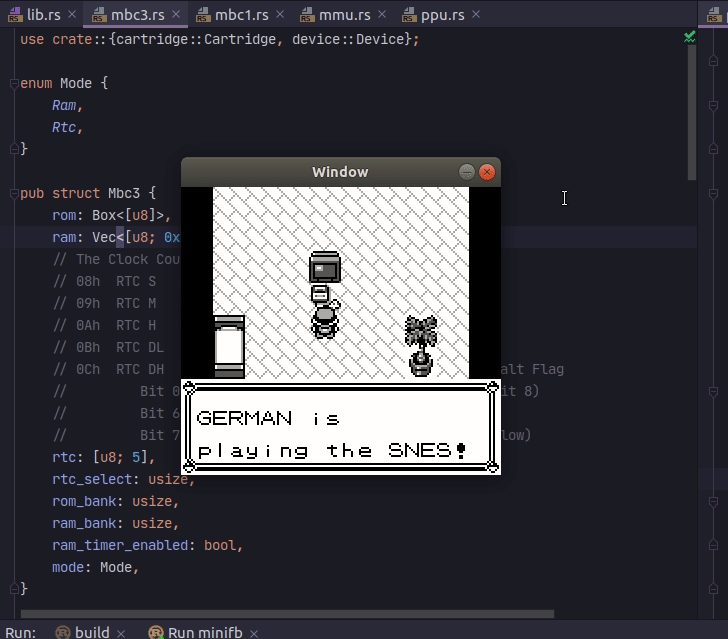 lib.rs mbc3.rs mbc1.rs mmu.rs ppu.rs
use crate::{cartridge::Cartridge, device::Device};
enum Mode {
Ram,
Rtc,
}
pub struct Mbc3 {
rom: Box<[u8]>,
ram: Vec<[u8; 0x
// The Clock Cou
// 08h RTC S
// 09h RTC M
// 0Ah RTC H
// 0Bh RTC DL
// 0Ch RTC DH alt Flag
// Bit 0 it 8)
// Bit 6
// Bit 7 low)
rtc: [u8; 5],
rtc_select: usize,
rom_bank: usize,
ram_bank: usize,
ram_timer_enabled: bool,
mode: Mode,
}
Window
GERMAN is
playing the SNES!
Run: build Run minifb